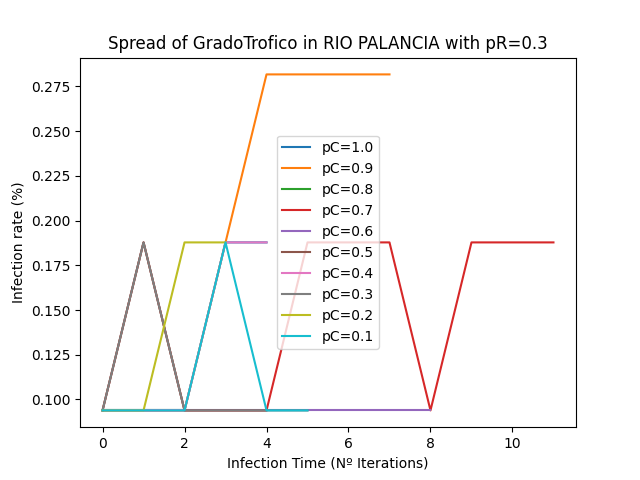 Spread of GradoTrofico in RIO PALANCIA with pR=0.3
Infection rate (%)
0.275
0.250
0.225
0.200
0.175
0.150
0.125
0.100
pC=1.0
pC=0.9
pC=0.8
pC=0.7
pC=0.6
pC=0.5
pC=0.4
pC=0.3
pC=0.2
pC=0.1
0 2 4 6 8 10
Infection Time (Nº Iterations)